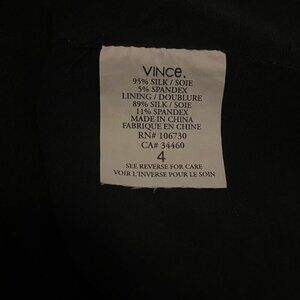 VINCE.
95% SILK / SOIE
5% SPANDEX
LINING / DOUBLURE
89% SILK / SOIE
11% SPANDEX
MADE IN CHINA
FABRIQUE EN CHINE
RN# 106730
CA# 34460
4
SEE REVERSE FOR CARE
VOIR L'INVERSE POUR LE SOIN